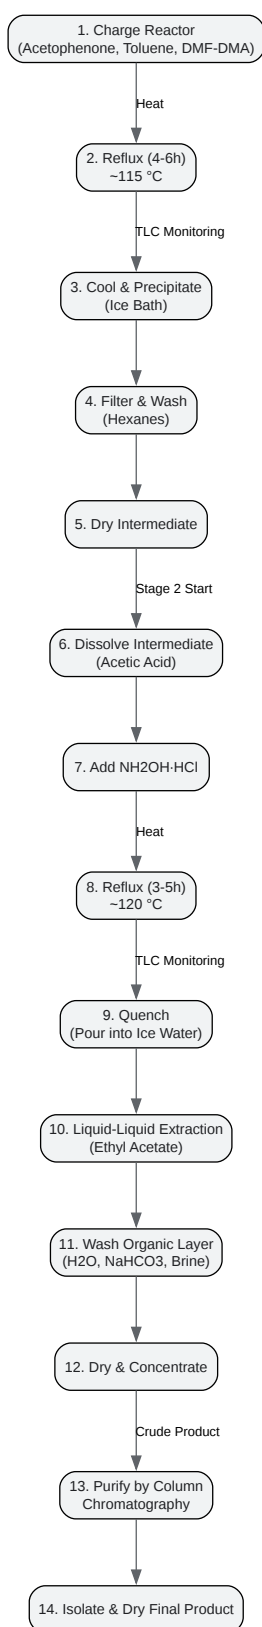 1. Charge Reactor
(Acetophenone, Toluene, DMF-DMA)
Heat
2. Reflux (4-6h)
~115 °C
TLC Monitoring
3. Cool & Precipitate
(Ice Bath)
4. Filter & Wash
(Hexanes)
5. Dry Intermediate
Stage 2 Start
6. Dissolve Intermediate
(Acetic Acid)
7. Add NH2OH·HCl
Heat
8. Reflux (3-5h)
~120 °C
TLC Monitoring
9. Quench
(Pour into Ice Water)
10. Liquid-Liquid Extraction
(Ethyl Acetate)
11. Wash Organic Layer
(H2O, NaHCO3, Brine)
12. Dry & Concentrate
Crude Product
13. Purify by Column
Chromatography
14. Isolate & Dry Final Product